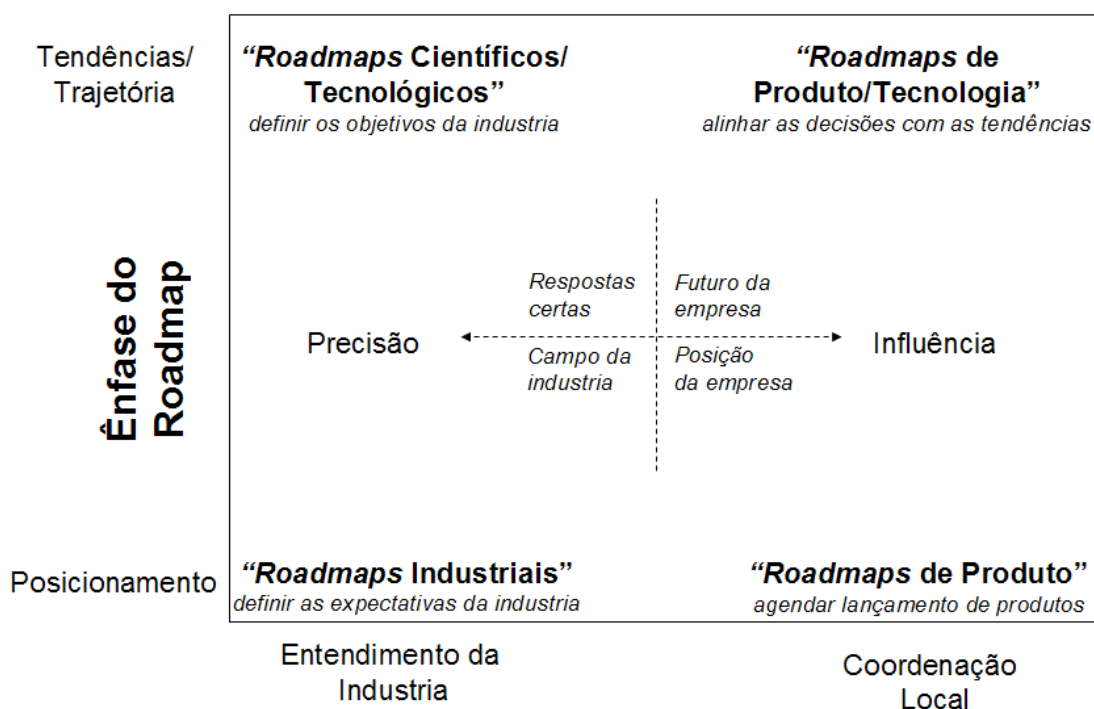 Tendências/
Trajetória
“Roadmaps Científicos/
Tecnológicos”
definir os objetivos da industria
“Roadmaps de
Produto/Tecnologia”
alinhar as decisões com as tendências
Ênfase do
Roadmap
Respostas
certas
Futuro da
empresa
Precisão
Influência
Campo da
industria
Posição
da empresa
Posicionamento
“Roadmaps Industriais”
definir as expectativas da industria
“Roadmaps de Produto”
agendar lançamento de produtos
Entendimento da
Industria
Coordenação
Local